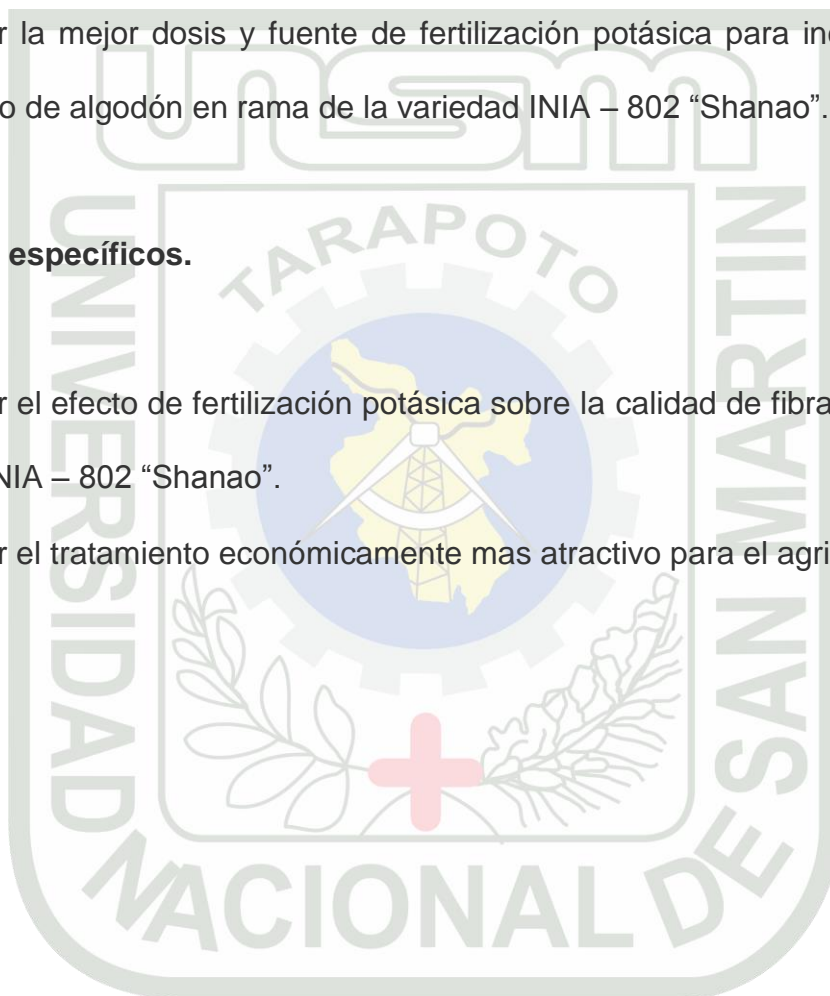 r la mejor dosis y fuente de fertilización potásica para in
o de algodón en rama de la variedad INIA – 802 “Shanao”.
específicos.
r el efecto de fertilización potásica sobre la calidad de fibra
NIA – 802 “Shanao”.
r el tratamiento económicamente mas atractivo para el agri
unsm
TARAPOTO
UNIVERSIDAD NACIONAL DE SAN MARTIN